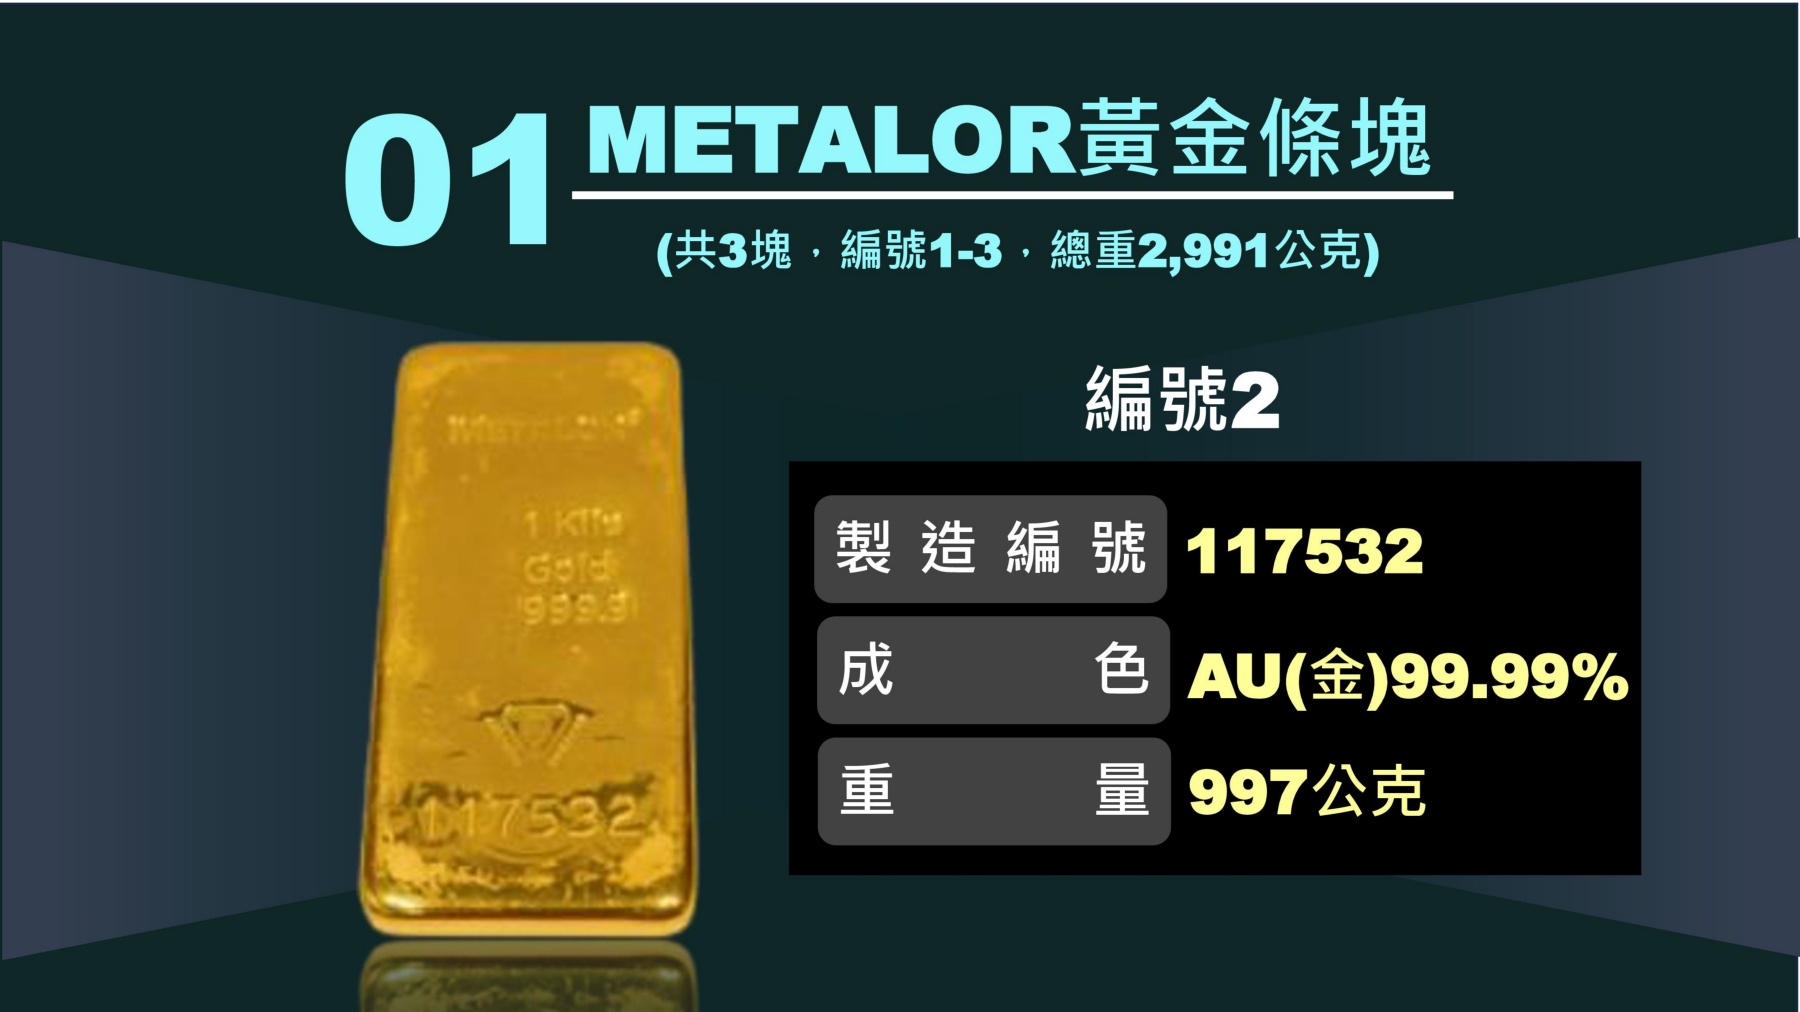 01
METALOR黃金條塊
(共3塊，編號1-3，總重2,991公克)
編號2
製造編號 117532
成色 AU(金)99.99%
重量 997公克
METALOR®
1 Kilo
Gold
999.9
117532